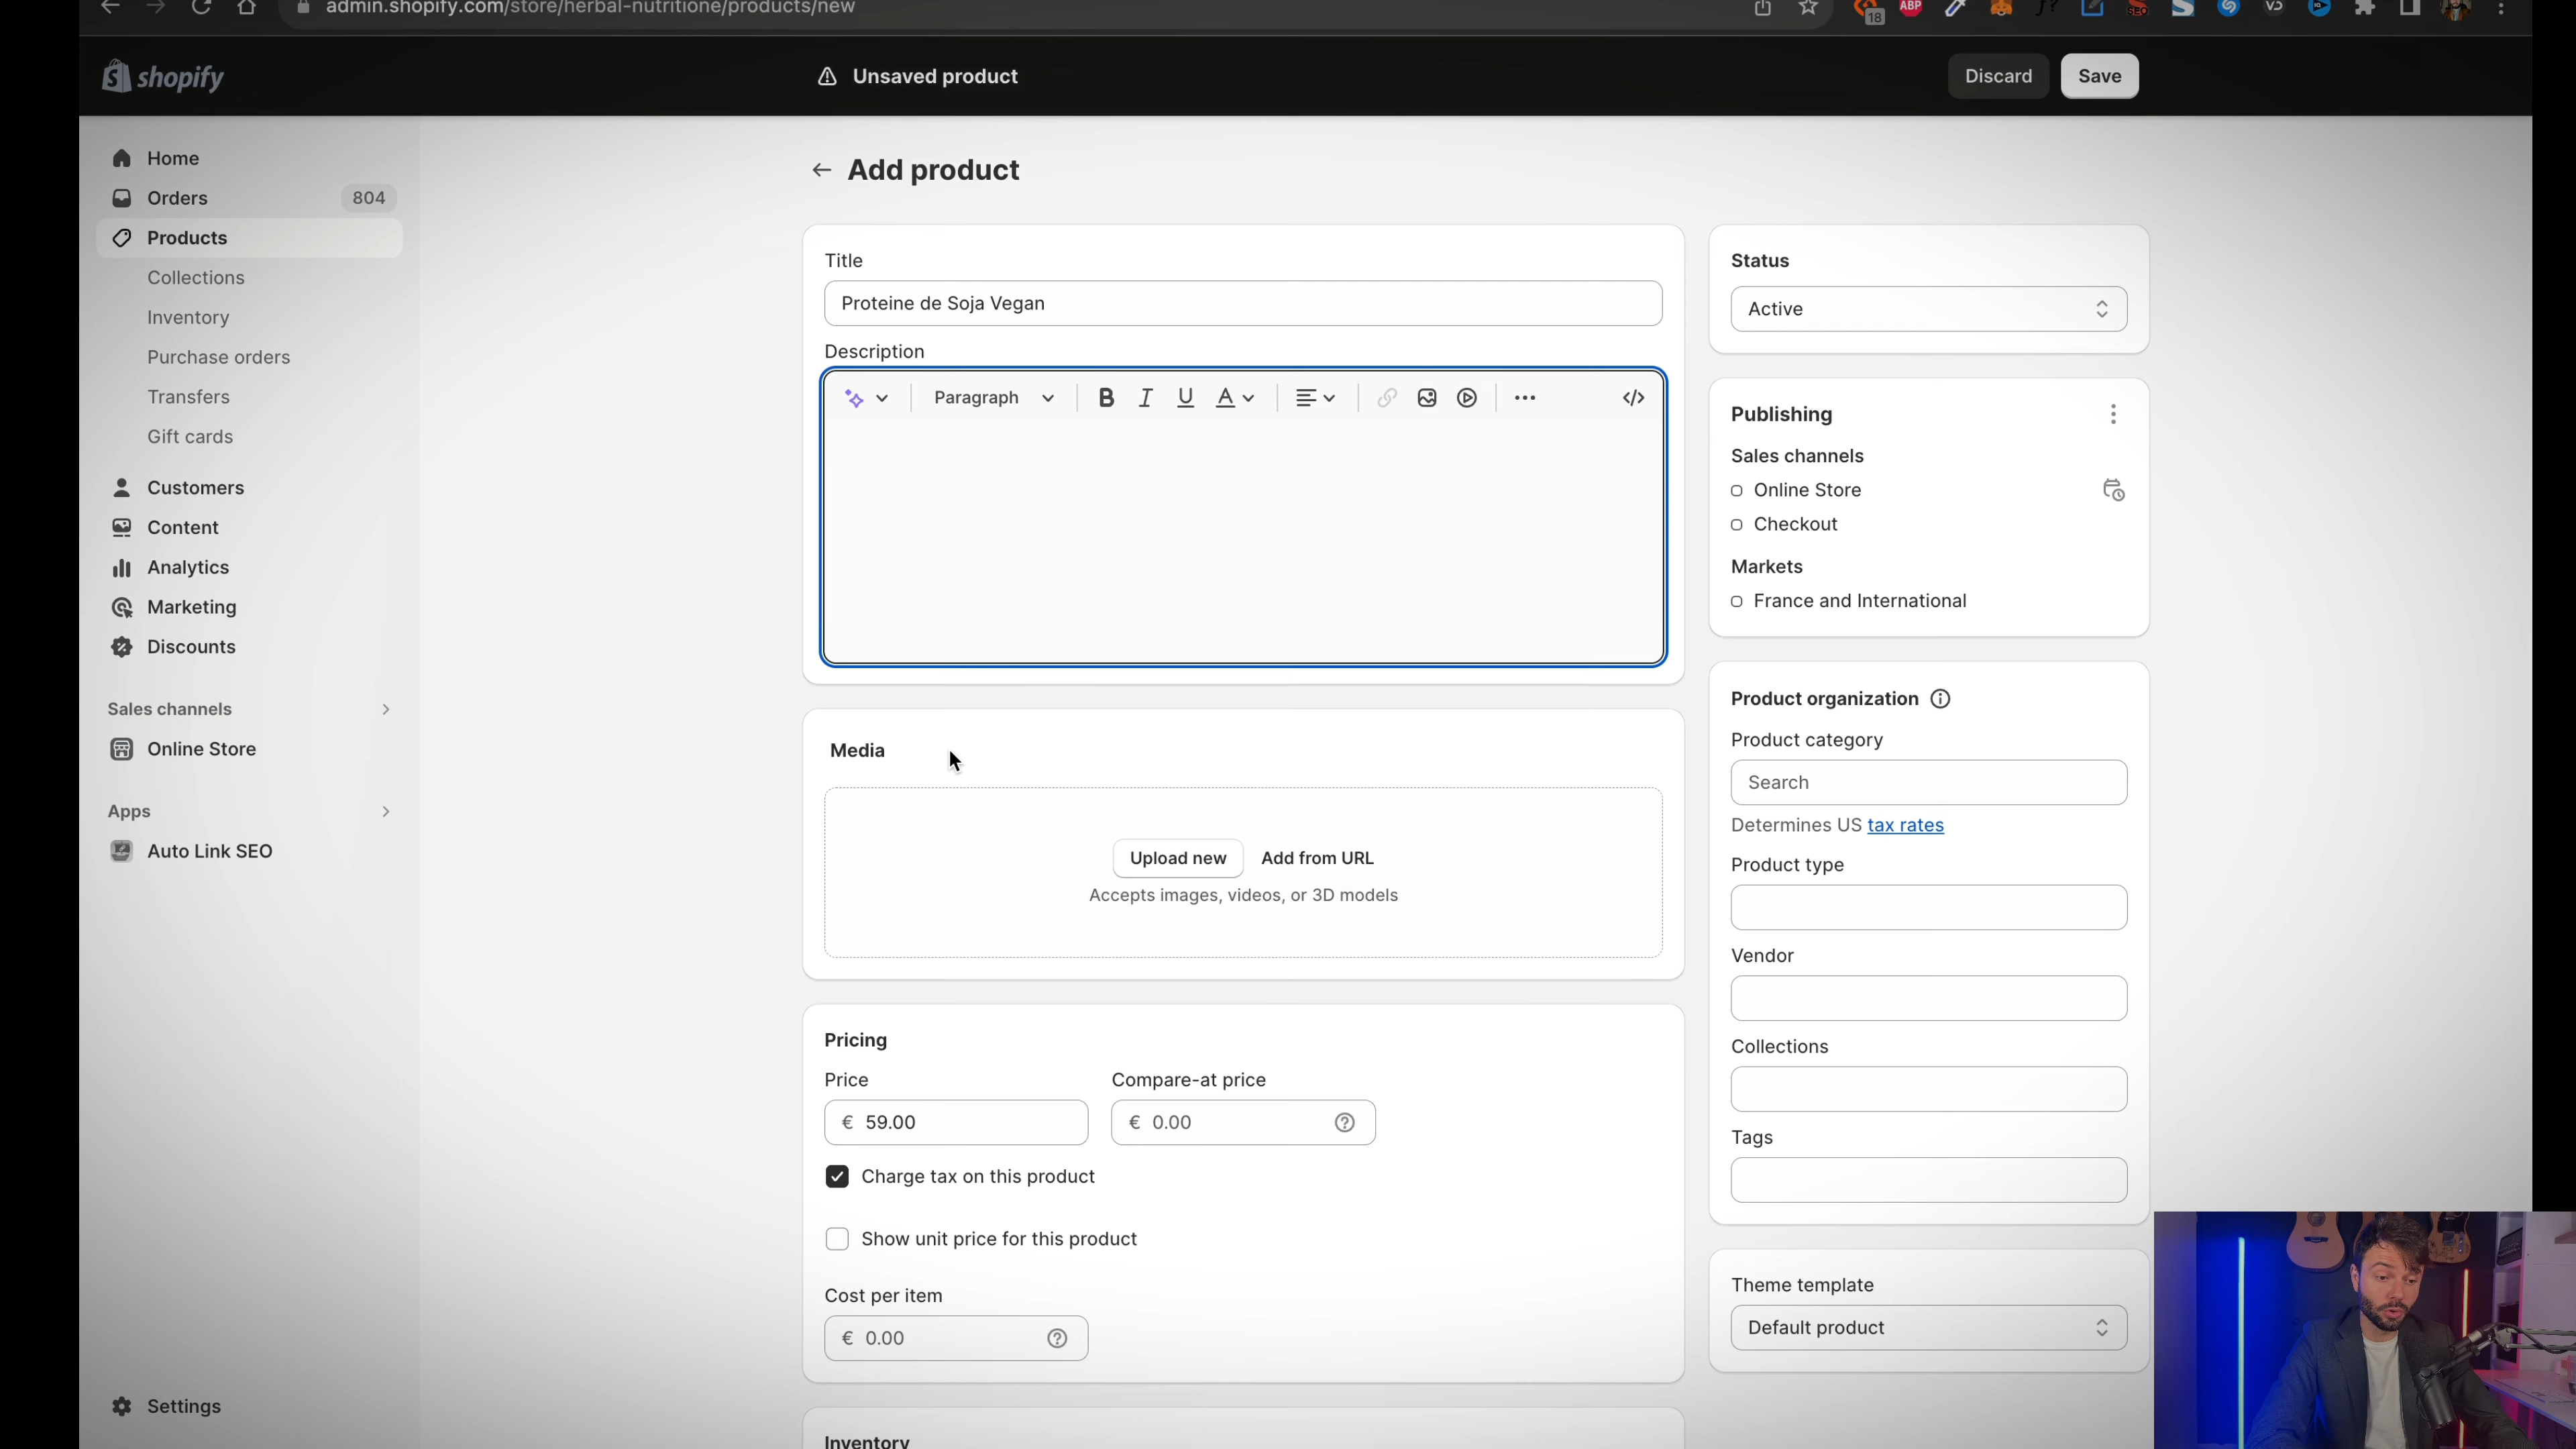 admin.shopify.com/store/herbal-nutritione/products/new
18
ABP
SEO
shopify
Unsaved product
Discard
Save
Home
Orders
804
Products
Collections
Inventory
Purchase orders
Transfers
Gift cards
Customers
Content
Analytics
Marketing
Discounts
Sales channels
Online Store
Apps
Auto Link SEO
Settings
Add product
Title
Proteine de Soja Vegan
Description
Paragraph
B I U A
</>
Media
Upload new
Add from URL
Accepts images, videos, or 3D models
Pricing
Price
Compare-at price
€ 59.00
€ 0.00
Charge tax on this product
Show unit price for this product
Cost per item
€ 0.00
Inventory
Status
Active
Publishing
Sales channels
Online Store
Checkout
Markets
France and International
Product organization
Product category
Search
Determines US tax rates
Product type
Vendor
Collections
Tags
Theme template
Default product